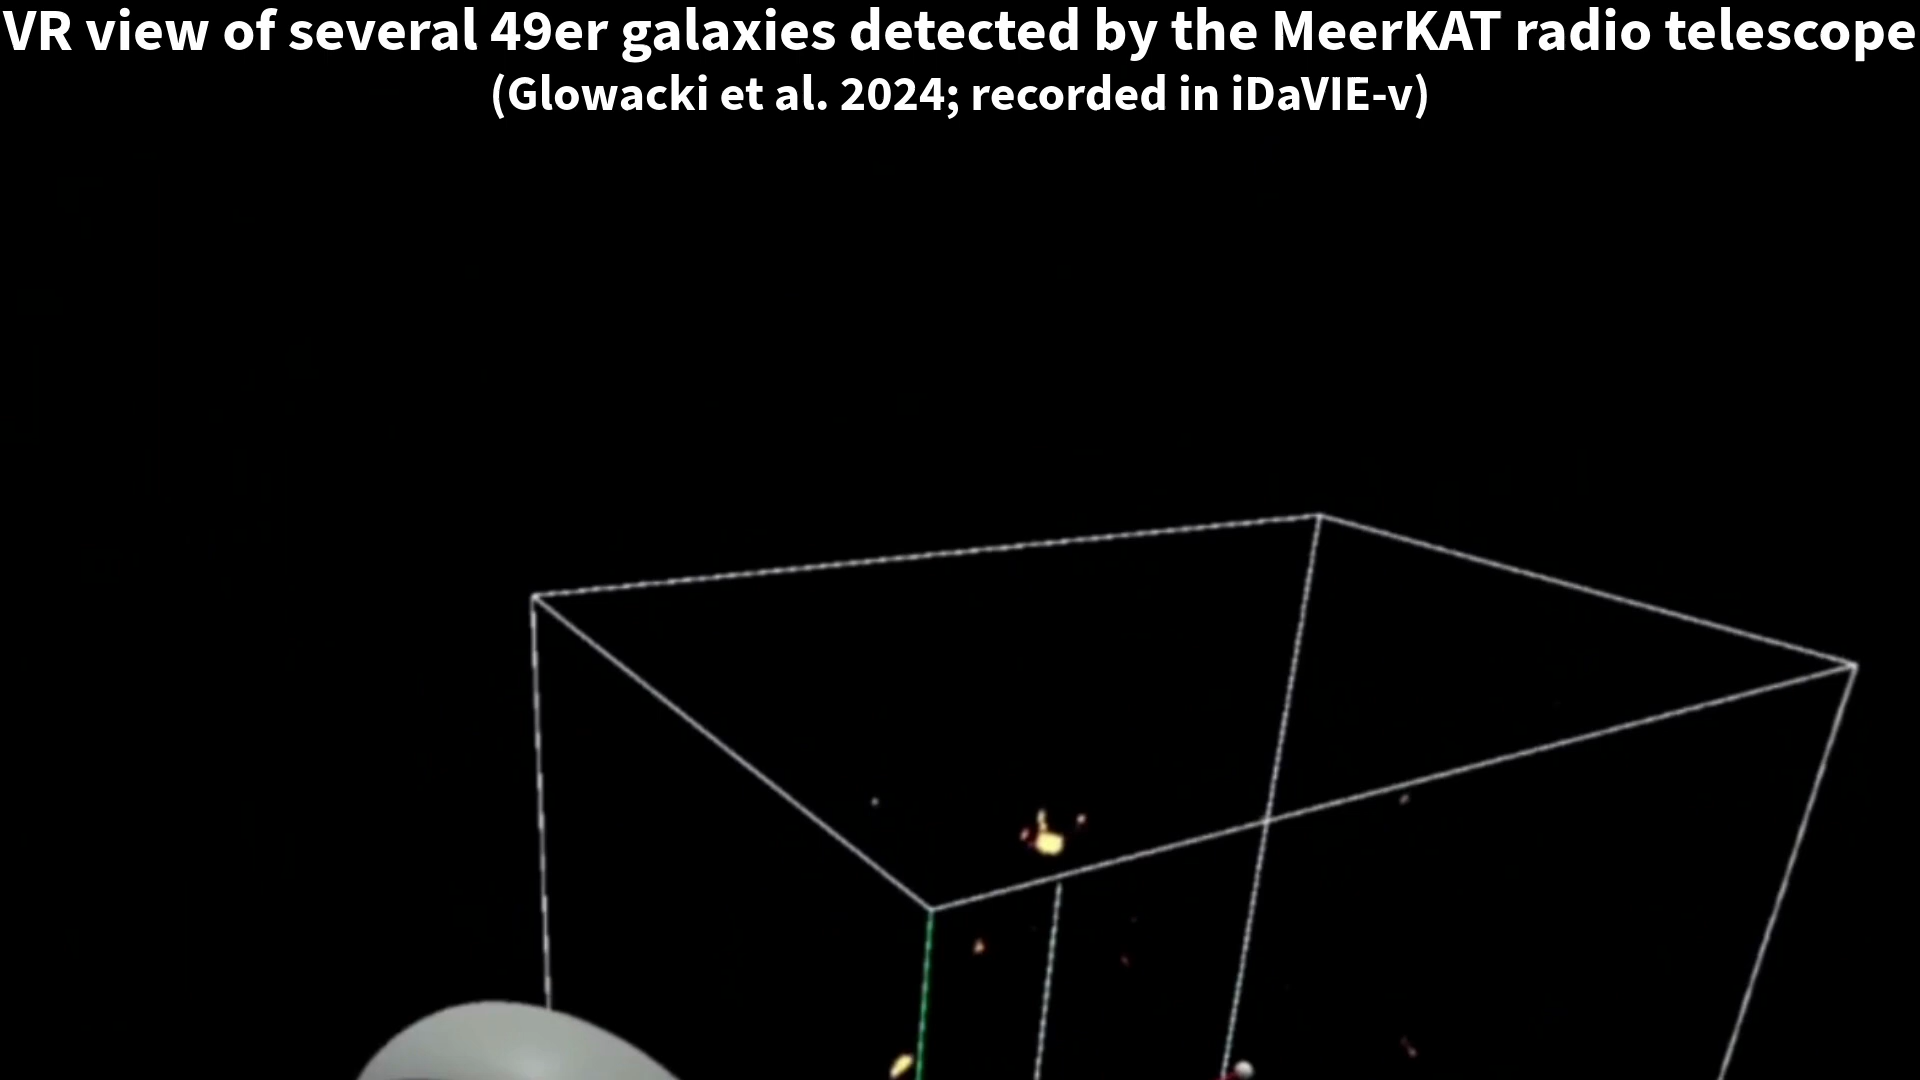 VR view of several 49er galaxies detected by the MeerKAT radio telescope
(Glowacki et al. 2024; recorded in iDaVIE-v)